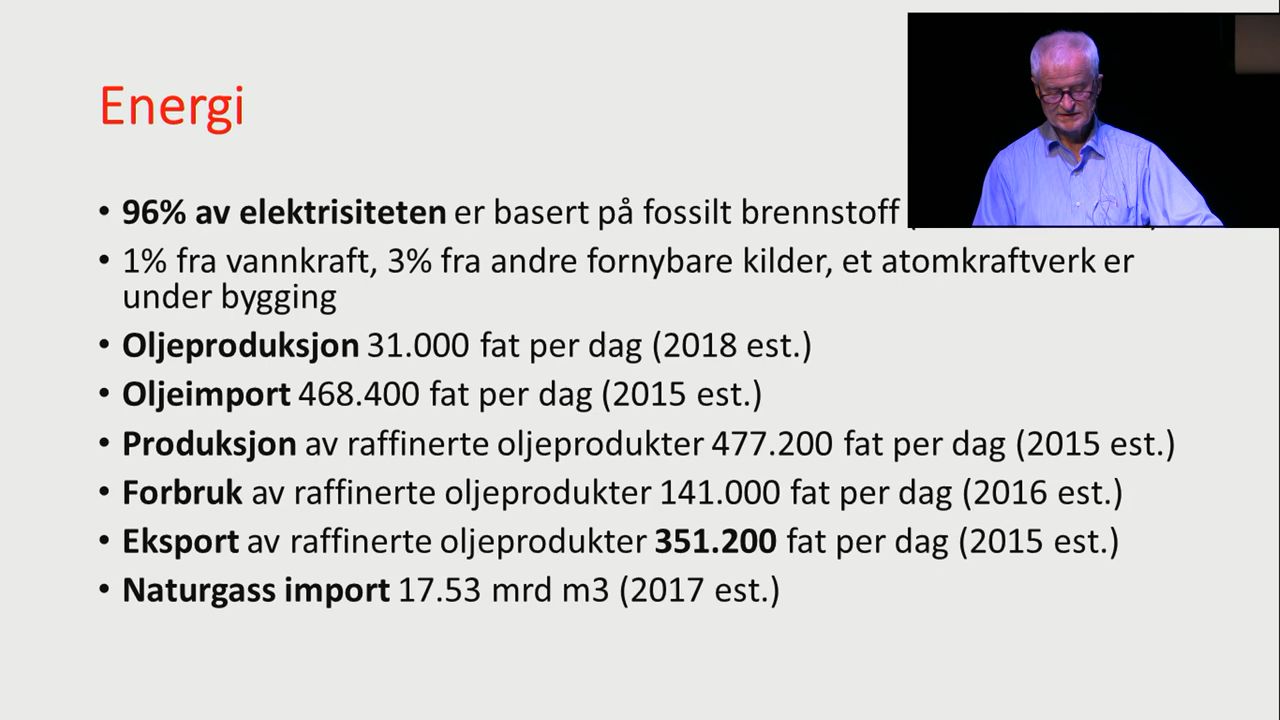 Energi
• 96% av elektrisiteten er basert på fossilt brennstoff
• 1% fra vannkraft, 3% fra andre fornybare kilder, et atomkraftverk er
under bygging
• Oljeproduksjon 31.000 fat per dag (2018 est.)
• Oljeimport 468.400 fat per dag (2015 est.)
• Produksjon av raffinerte oljeprodukter 477.200 fat per dag (2015 est.)
• Forbruk av raffinerte oljeprodukter 141.000 fat per dag (2016 est.)
• Eksport av raffinerte oljeprodukter 351.200 fat per dag (2015 est.)
• Naturgass import 17.53 mrd m3 (2017 est.)